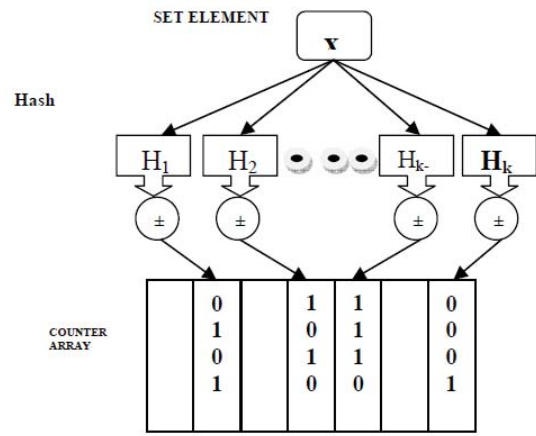 SET ELEMENT
x
Hash
H1 H2 Hk- Hk
± ± ± ±
0 1 1 0
1 0 1 0
0 1 1 0
1 0 0 1
COUNTER
ARRAY